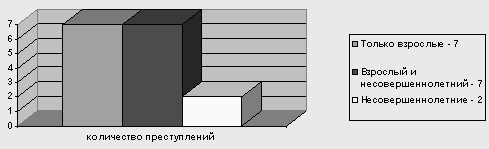 7
6
5
4
3
2
1
0
количество преступлений
Только взрослые - 7
Взрослый и
несовершеннолетний - 7
Несовершеннолетние - 2